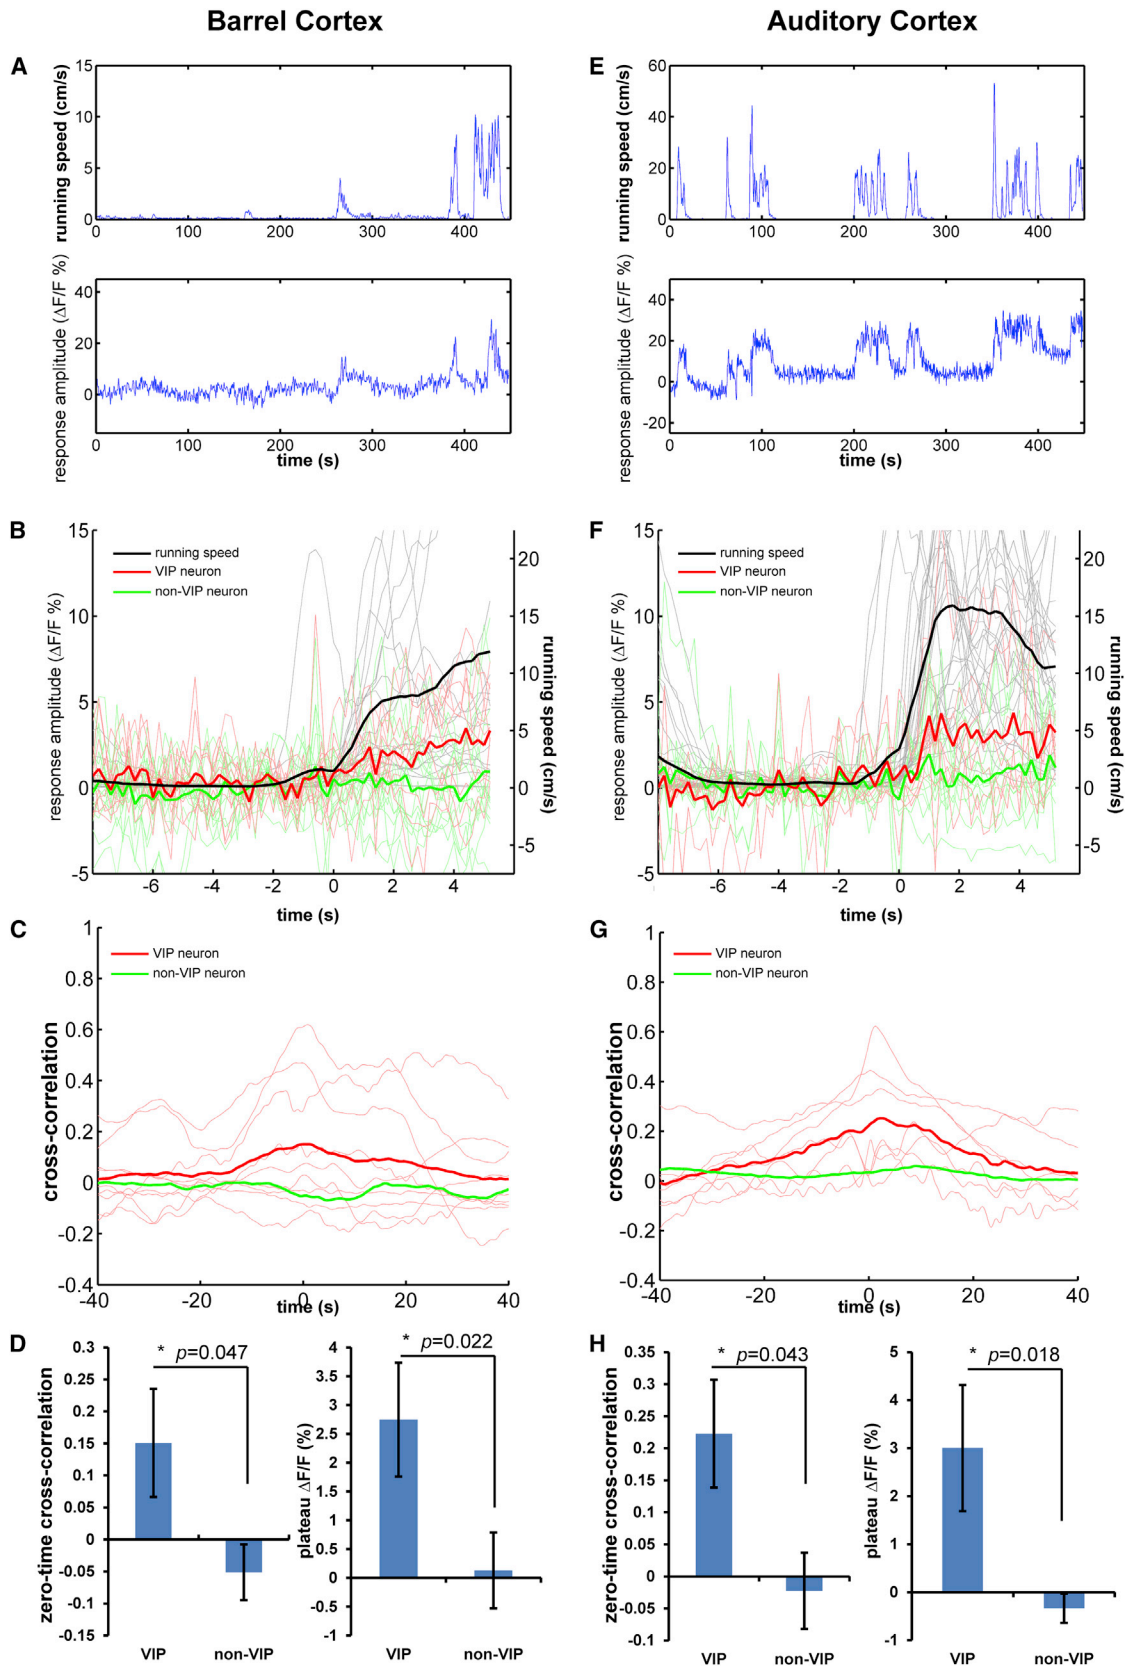 Barrel Cortex
Auditory Cortex
A
running speed (cm/s)
15
10
5
0
0 100 200 300 400
response amplitude (ΔF/F %)
40
20
0
0 100 200 300 400
time (s)
E
running speed (cm/s)
60
40
20
0
0 100 200 300 400
response amplitude (ΔF/F %)
40
20
0
-20
0 100 200 300 400
time (s)
B
response amplitude (ΔF/F %)
15
10
5
0
-5
running speed
VIP neuron
non-VIP neuron
20
15
10
5
0
-5
running speed (cm/s)
-6 -4 -2 0 2 4
time (s)
F
response amplitude (ΔF/F %)
15
10
5
0
-5
running speed
VIP neuron
non-VIP neuron
20
15
10
5
0
-5
running speed (cm/s)
-6 -4 -2 0 2 4
time (s)
C
cross-correlation
1
0.8
0.6
0.4
0.2
0
-0.2
-0.4
VIP neuron
non-VIP neuron
-40 -20 0 20 40
time (s)
G
cross-correlation
1
0.8
0.6
0.4
0.2
0
-0.2
-0.4
VIP neuron
non-VIP neuron
-40 -20 0 20 40
time (s)
D
zero-time cross-correlation
0.3
0.25
0.2
0.15
0.1
0.05
0
-0.05
-0.1
-0.15
* p=0.047
VIP non-VIP
plateau ΔF/F (%)
4
3.5
3
2.5
2
1.5
1
0.5
0
-0.5
-1
* p=0.022
VIP non-VIP
H
zero-time cross-correlation
0.35
0.3
0.25
0.2
0.15
0.1
0.05
0
-0.05
-0.1
* p=0.043
VIP non-VIP
plateau ΔF/F (%)
5
4
3
2
1
0
-1
* p=0.018
VIP non-VIP